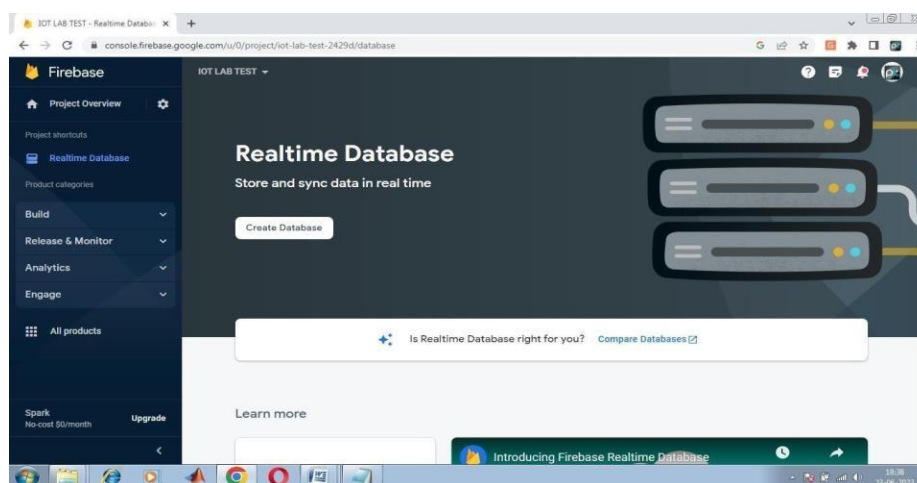 IOT LAB TEST - Realtime Databas
console.firebase.google.com/u/0/project/iot-lab-test-2429d/database
Firebase
IOT LAB TEST
Project Overview
Project shortcuts
Realtime Database
Product categories
Build
Release & Monitor
Analytics
Engage
All products
Spark
No-cost $0/month
Upgrade
Realtime Database
Store and sync data in real time
Create Database
Is Realtime Database right for you? Compare Databases
Learn more
Introducing Firebase Realtime Database
18:36